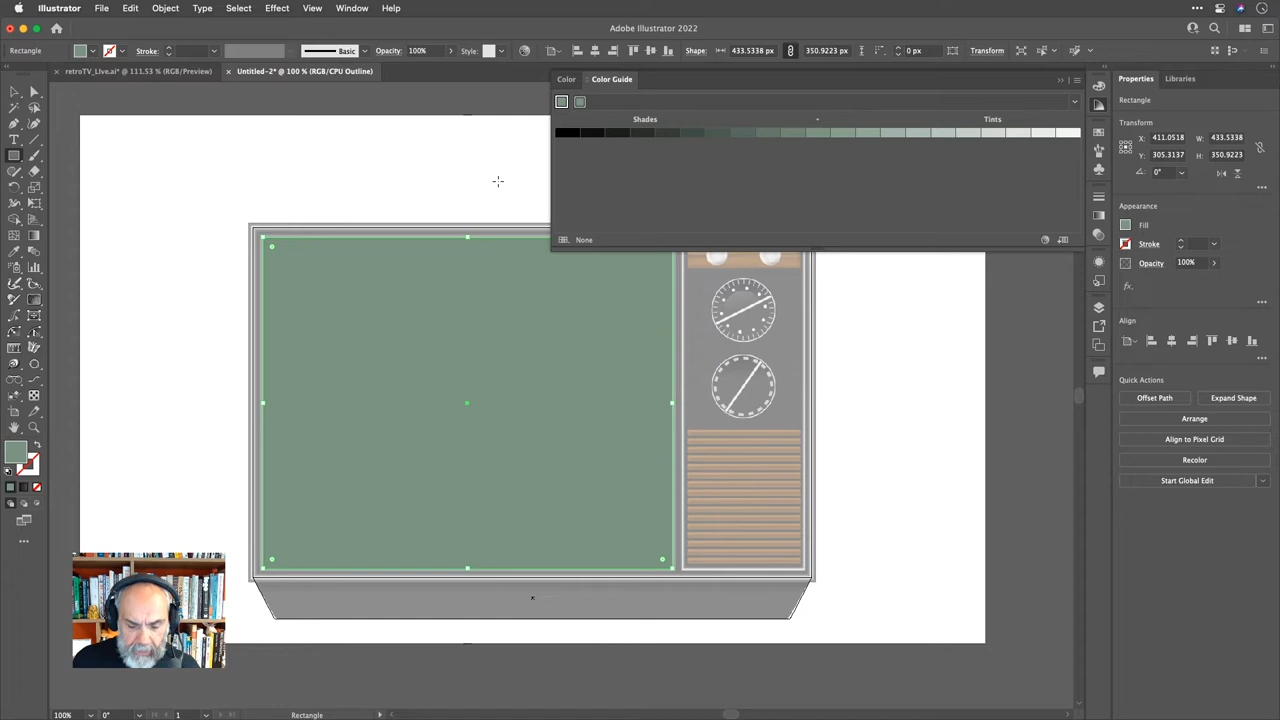 Illustrator File Edit Object Type Select Effect View Window Help
Adobe Illustrator 2022
Rectangle Stroke: Basic Opacity: 100% Style: Shape: 433.5338 px 350.9223 px 0 px Transform
× retroTV_Live.ai* @ 111.53 % (RGB/Preview) × Untitled-2* @ 100 % (RGB/CPU Outline)
Color Color Guide
Properties Libraries
Rectangle
Shades Tints
Transform
X: 411.0518 W: 433.5338
Y: 305.3137 H: 350.9223
0°
Appearance
Fill
Stroke
None
Opacity 100%
fx.
Align
Quick Actions
Offset Path Expand Shape
Arrange
Align to Pixel Grid
Recolor
Start Global Edit
100% 0° 1 Rectangle